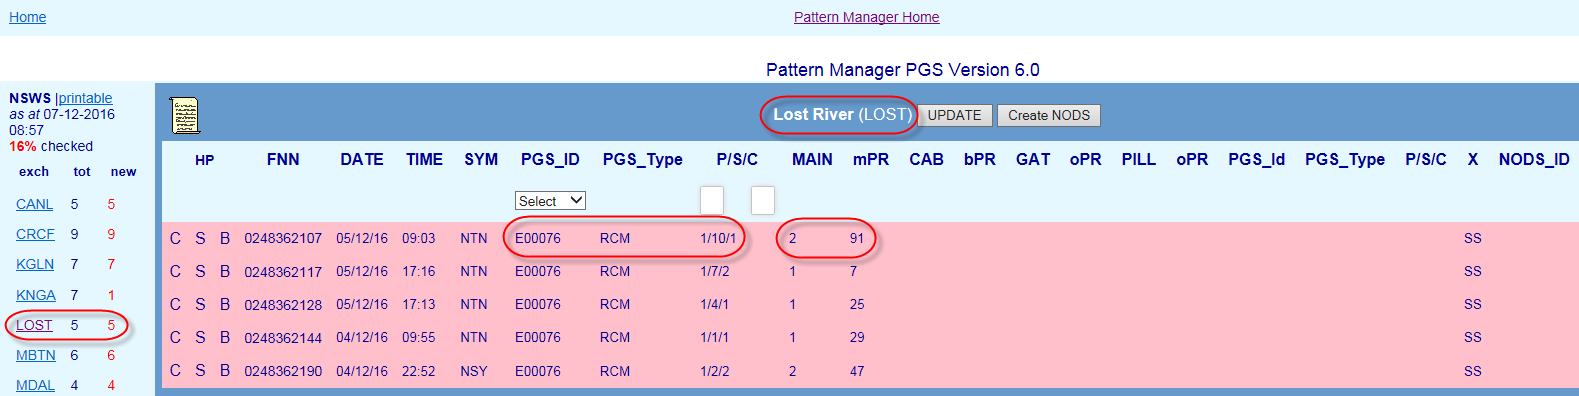 Home Pattern Manager Home
Pattern Manager PGS Version 6.0
NSWS |printable
as at 07-12-2016
08:57
16% checked
exch tot new
CANL 5 5
CRCF 9 9
KGLN 7 7
KNGA 7 1
LOST 5 5
MBTN 6 6
MDAL 4 4
Lost River (LOST) UPDATE Create NODS
HP FNN DATE TIME SYM PGS_ID PGS_Type P/S/C MAIN mPR CAB bPR GAT oPR PILL oPR PGS_Id PGS_Type P/S/C X NODS_ID
Select
C S B 0248362107 05/12/16 09:03 NTN E00076 RCM 1/10/1 2 91 SS
C S B 0248362117 05/12/16 17:16 NTN E00076 RCM 1/7/2 1 7 SS
C S B 0248362128 05/12/16 17:13 NTN E00076 RCM 1/4/1 1 25 SS
C S B 0248362144 04/12/16 09:55 NTN E00076 RCM 1/1/1 1 29 SS
C S B 0248362190 04/12/16 22:52 NSY E00076 RCM 1/2/2 2 47 SS